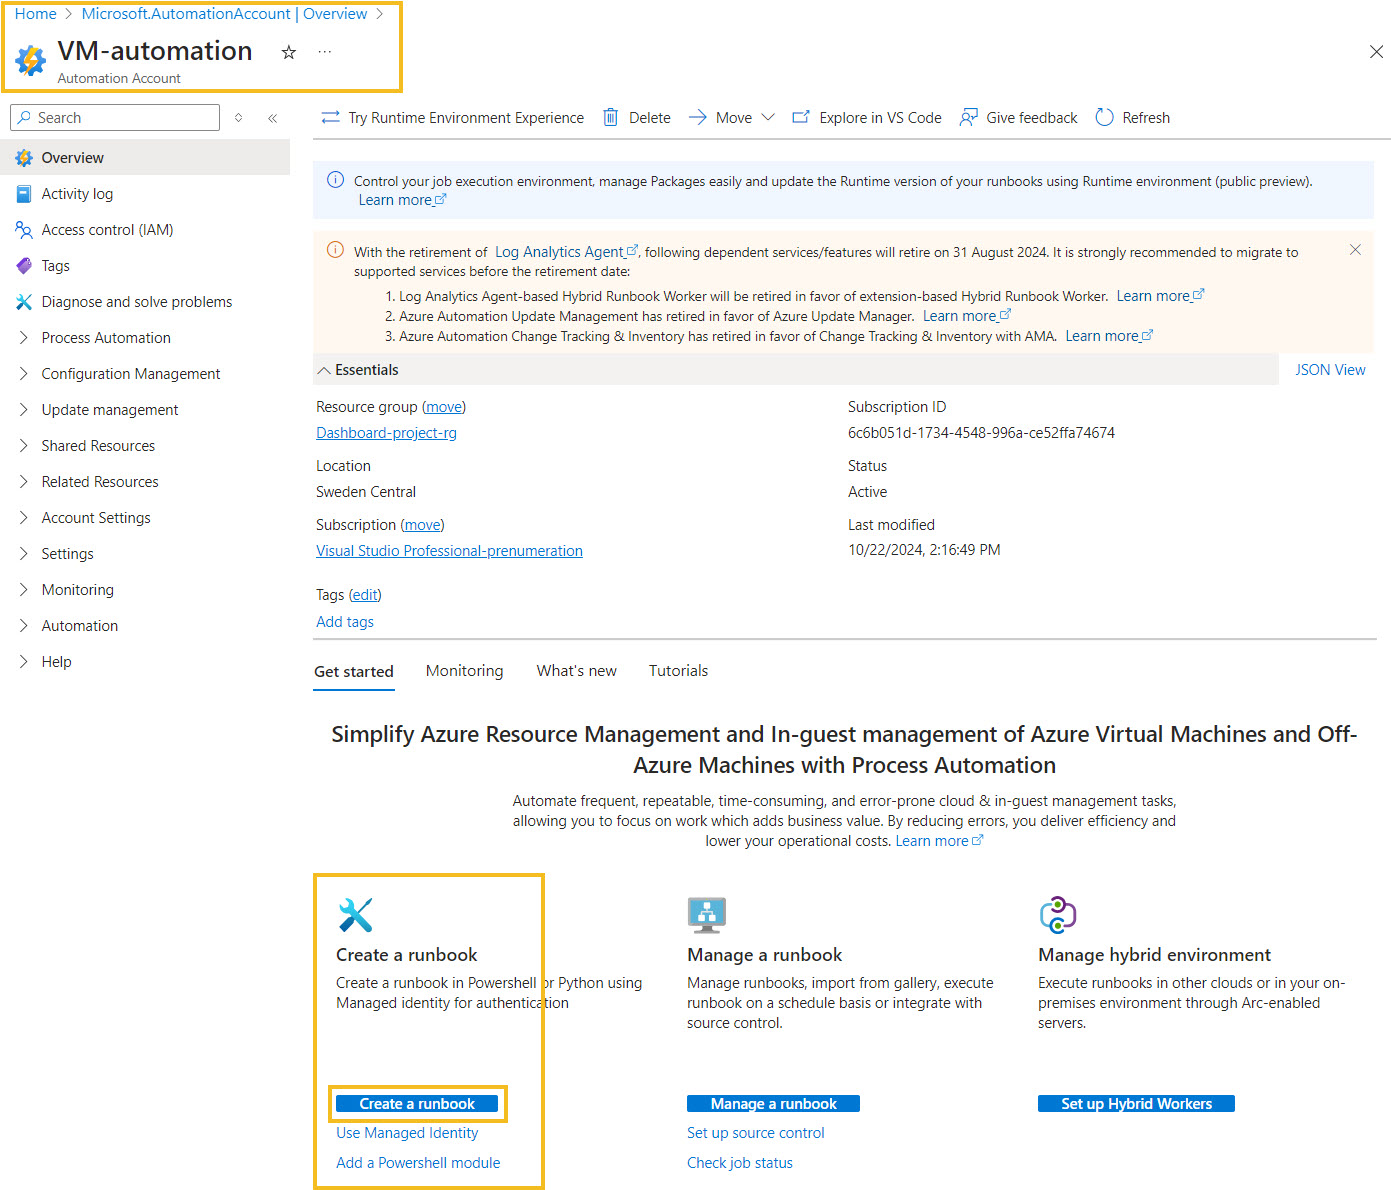 Home > Microsoft.AutomationAccount | Overview >
VM-automation
Automation Account
Search
Try Runtime Environment Experience Delete Move Explore in VS Code Give feedback Refresh
Overview
Activity log
Access control (IAM)
Tags
Diagnose and solve problems
Process Automation
Configuration Management
Update management
Shared Resources
Related Resources
Account Settings
Settings
Monitoring
Automation
Help
Control your job execution environment, manage Packages easily and update the Runtime version of your runbooks using Runtime environment (public preview).
Learn more
With the retirement of Log Analytics Agent, following dependent services/features will retire on 31 August 2024. It is strongly recommended to migrate to
supported services before the retirement date:
1. Log Analytics Agent-based Hybrid Runbook Worker will be retired in favor of extension-based Hybrid Runbook Worker. Learn more
2. Azure Automation Update Management has retired in favor of Azure Update Manager. Learn more
3. Azure Automation Change Tracking & Inventory has retired in favor of Change Tracking & Inventory with AMA. Learn more
Essentials
JSON View
Resource group (move)
Dashboard-project-rg
Location
Sweden Central
Subscription (move)
Visual Studio Professional-prenumeration
Subscription ID
6c6b051d-1734-4548-996a-ce52ffa74674
Status
Active
Last modified
10/22/2024, 2:16:49 PM
Tags (edit)
Add tags
Get started Monitoring What's new Tutorials
Simplify Azure Resource Management and In-guest management of Azure Virtual Machines and Off-
Azure Machines with Process Automation
Automate frequent, repeatable, time-consuming, and error-prone cloud & in-guest management tasks,
allowing you to focus on work which adds business value. By reducing errors, you deliver efficiency and
lower your operational costs. Learn more
Create a runbook
Create a runbook in Powershell or Python using
Managed identity for authentication
Create a runbook
Use Managed Identity
Add a Powershell module
Manage a runbook
Manage runbooks, import from gallery, execute
runbook on a schedule basis or integrate with
source control.
Manage a runbook
Set up source control
Check job status
Manage hybrid environment
Execute runbooks in other clouds or in your on-
premises environment through Arc-enabled
servers.
Set up Hybrid Workers